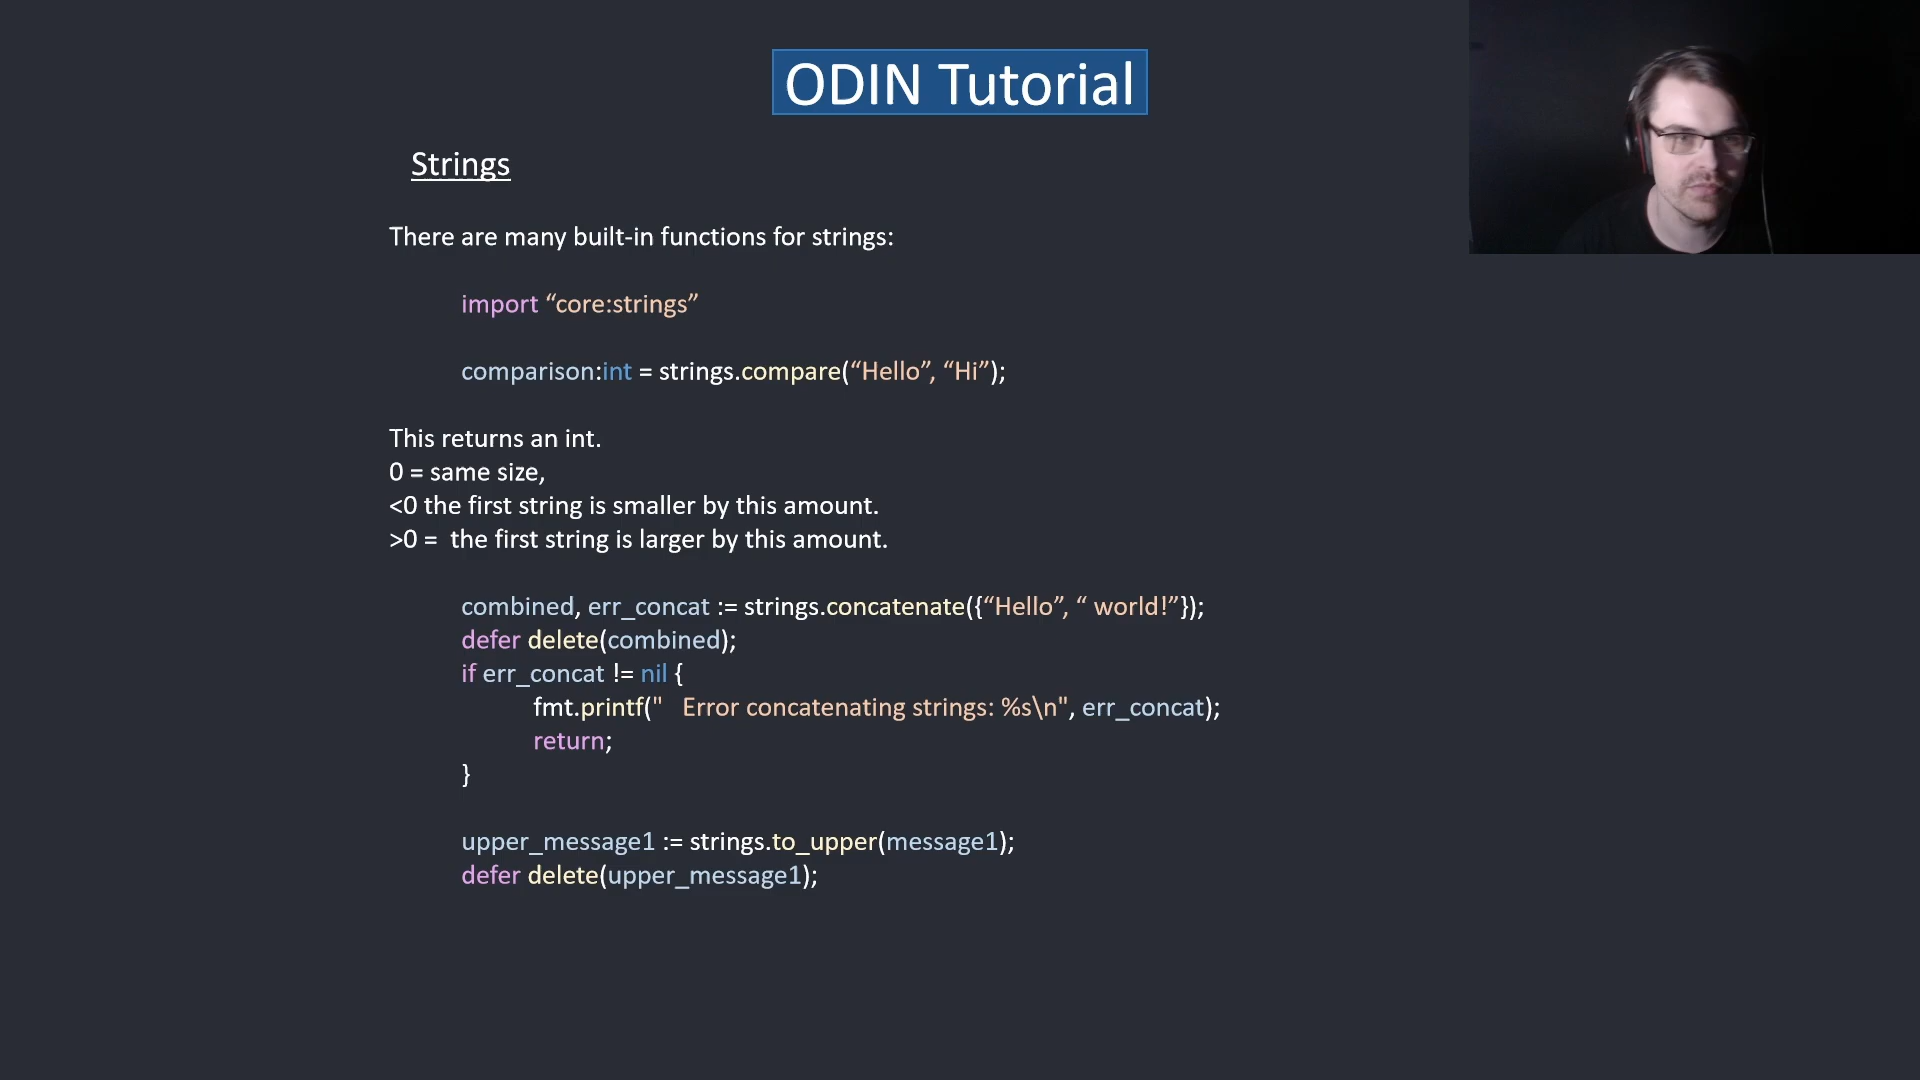 ODIN Tutorial
Strings
There are many built-in functions for strings:
import “core:strings”
comparison:int = strings.compare(“Hello”, “Hi”);
This returns an int.
0 = same size,
<0 the first string is smaller by this amount.
>0 =  the first string is larger by this amount.
combined, err_concat := strings.concatenate({“Hello”, “ world!”});
defer delete(combined);
if err_concat != nil {
fmt.printf("   Error concatenating strings: %s\n", err_concat);
return;
}
upper_message1 := strings.to_upper(message1);
defer delete(upper_message1);